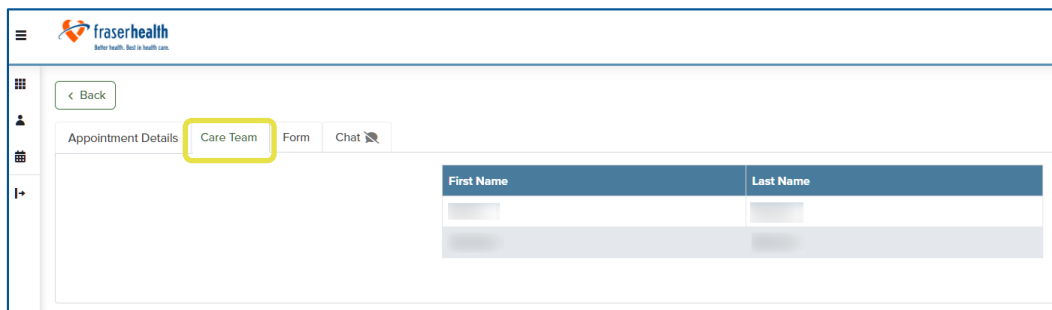 fraserhealth
Better health. Best in health care.
Back
Appointment Details Care Team Form Chat
First Name Last Name